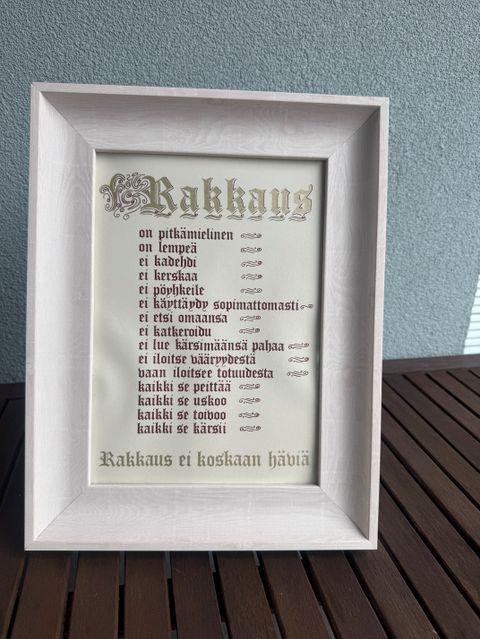 Rakkaus
on pitkämielinen
on lempeä
ei kadehdi
ei kerskaa
ei pöyhkeile
ei käyttäydy sopimattomasti
ei etsi omaansa
ei katkeroidu
ei lue kärsimäänsä pahaa
ei iloitse vääryydestä
vaan iloitsee totuudesta
kaikki se peittää
kaikki se uskoo
kaikki se toivoo
kaikki se kärsii
Rakkaus ei koskaan häviä